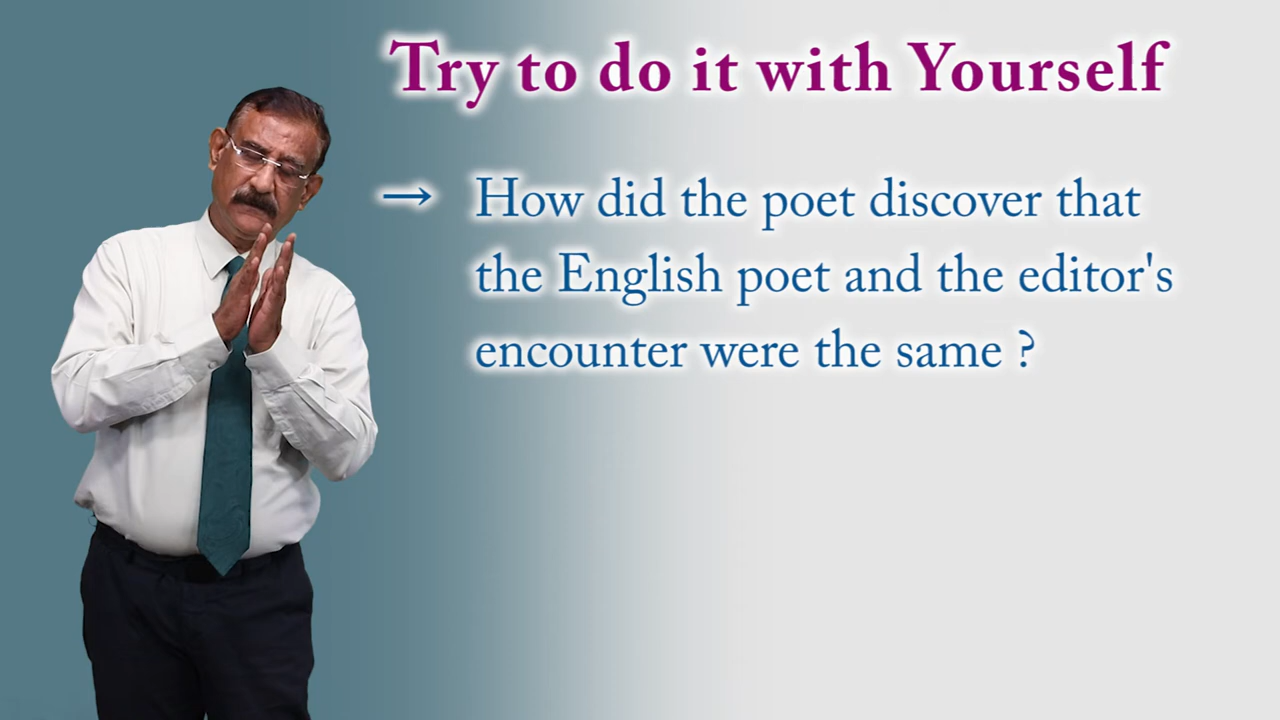 Try to do it with Yourself
→ How did the poet discover that
the English poet and the editor's
encounter were the same ?